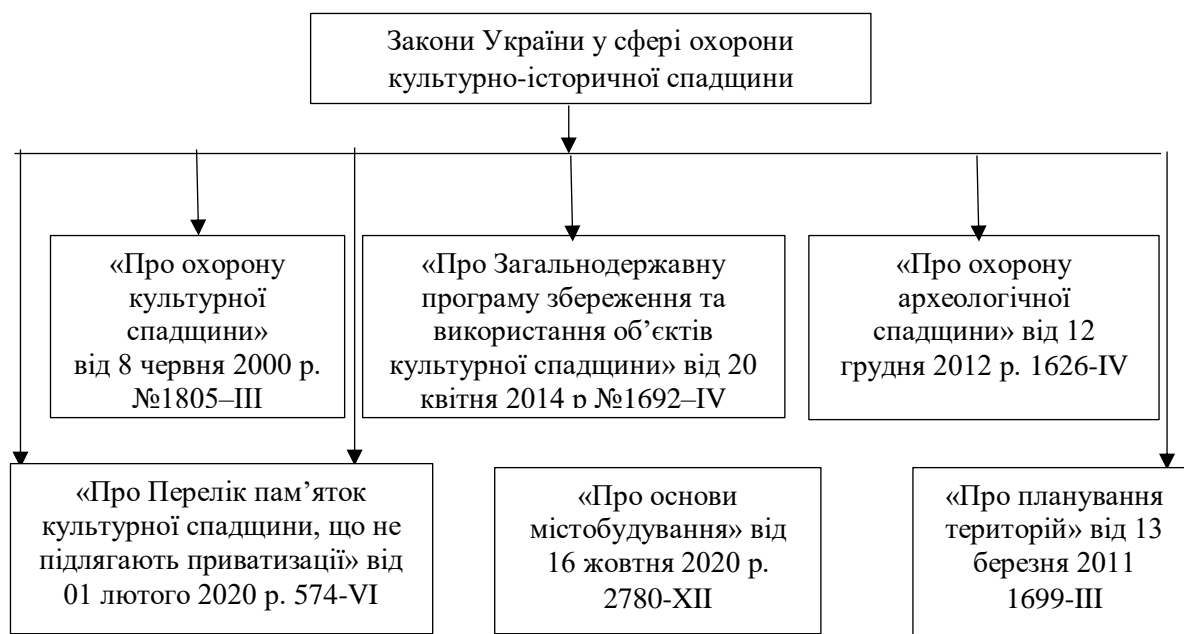 Закони України у сфері охорони
культурно-історичної спадщини
«Про охорону
культурної
спадщини»
від 8 червня 2000 р.
№1805–III
«Про Загальнодержавну
програму збереження та
використання об’єктів
культурної спадщини» від 20
квітня 2014 р №1692–IV
«Про охорону
археологічної
спадщини» від 12
грудня 2012 р. 1626-IV
«Про Перелік пам’яток
культурної спадщини, що не
підлягають приватизації» від
01 лютого 2020 р. 574-VI
«Про основи
містобудування» від
16 жовтня 2020 р.
2780-XII
«Про планування
територій» від 13
березня 2011
1699-III